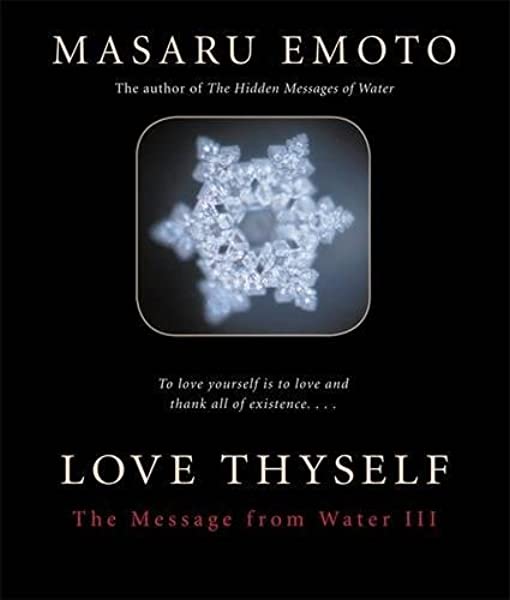 MASARU EMOTO
The author of The Hidden Messages of Water
To love yourself is to love and
thank all of existence. . . .
LOVE THYSELF
The Message from Water III